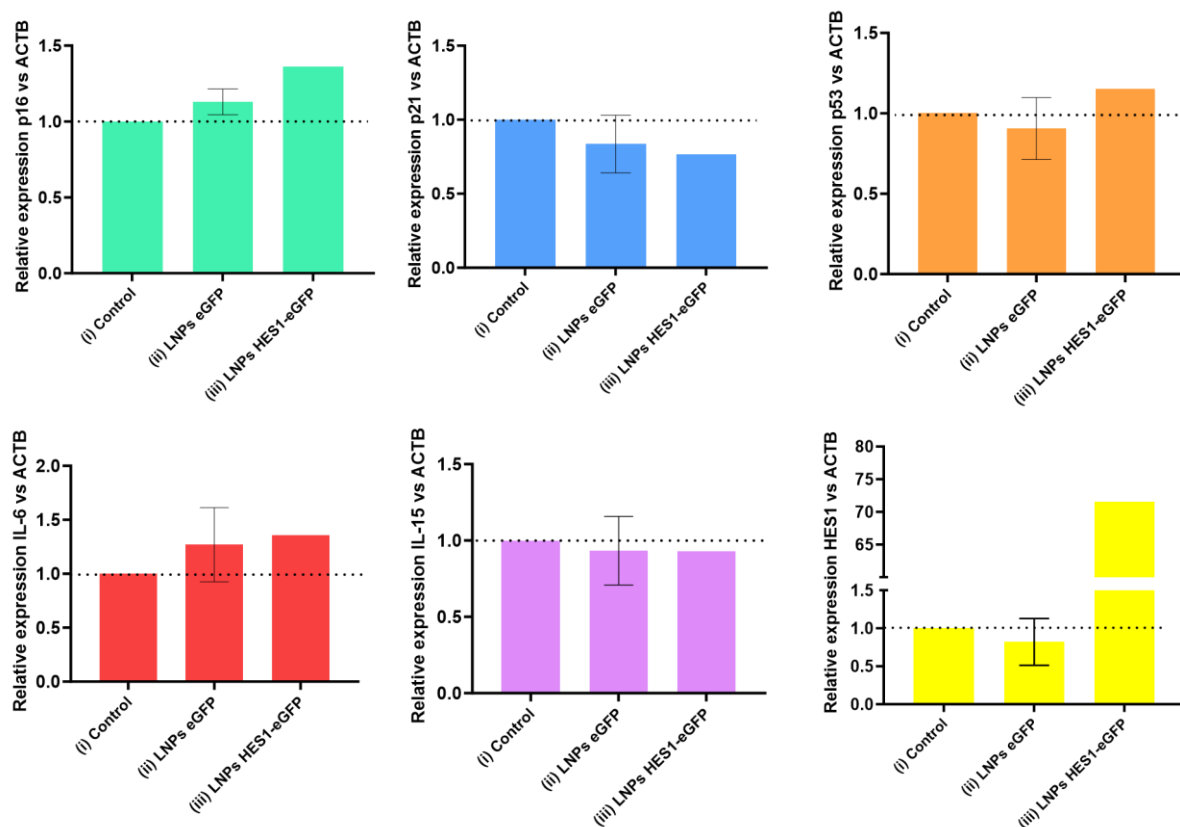 Relative expression p16 vs ACTB
1.5
1.0
0.5
0.0
(i) Control
(ii) LNPs eGFP
(iii) LNPs HES1-eGFP
Relative expression p21 vs ACTB
1.5
1.0
0.5
0.0
(i) Control
(ii) LNPs eGFP
(iii) LNPs HES1-eGFP
Relative expression p53 vs ACTB
1.5
1.0
0.5
0.0
(i) Control
(ii) LNPs eGFP
(iii) LNPs HES1-eGFP
Relative expression IL-6 vs ACTB
2.0
1.5
1.0
0.5
0.0
(i) Control
(ii) LNPs eGFP
(iii) LNPs HES1-eGFP
Relative expression IL-15 vs ACTB
1.5
1.0
0.5
0.0
(i) Control
(ii) LNPs eGFP
(iii) LNPs HES1-eGFP
Relative expression HES1 vs ACTB
80
75
70
65
1.5
1.0
0.5
0.0
(i) Control
(ii) LNPs eGFP
(iii) LNPs HES1-eGFP